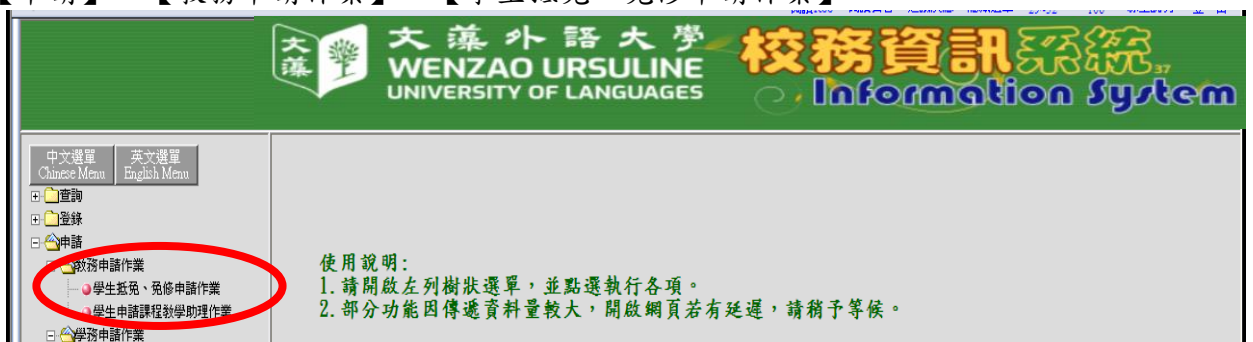 【申請】
文藻外語大學
校務資訊系統
文藻
WENZAO URSULINE
UNIVERSITY OF LANGUAGES
37
Information System
中文選單
Chinese Menu
英文選單
English Menu
查詢
登錄
申請
教務申請作業
學生抵免、免修申請作業
學生申請課程教學助理作業
學務申請作業
使用說明:
1.請開啟左列樹狀選單，並點選執行各項。
2.部分功能因傳遞資料量較大，開啟網頁若有延遲，請稍予等候。